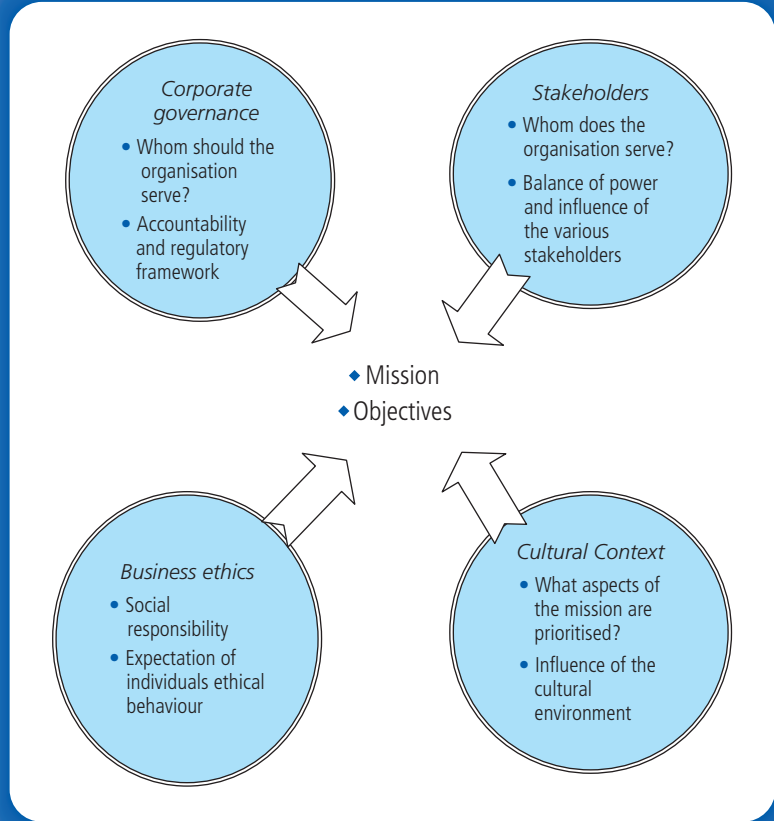 Corporate
governance
• Whom should the
organisation
serve?
• Accountability
and regulatory
framework
Stakeholders
• Whom does the
organisation serve?
• Balance of power
and influence of
the various
stakeholders
◆ Mission
◆ Objectives
Business ethics
• Social
responsibility
• Expectation of
individuals ethical
behaviour
Cultural Context
• What aspects of
the mission are
prioritised?
• Influence of the
cultural
environment